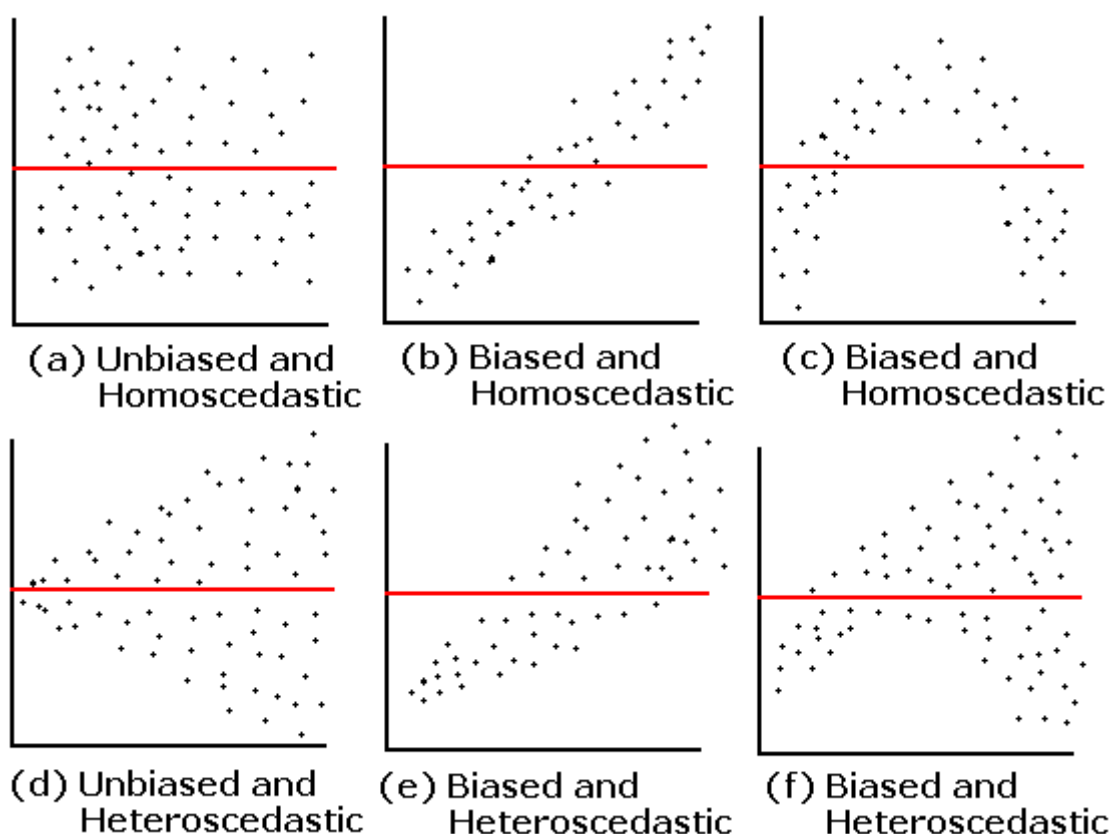 (a) Unbiased and
Homoscedastic
(b) Biased and
Homoscedastic
(c) Biased and
Homoscedastic
(d) Unbiased and
Heteroscedastic
(e) Biased and
Heteroscedastic
(f) Biased and
Heteroscedastic